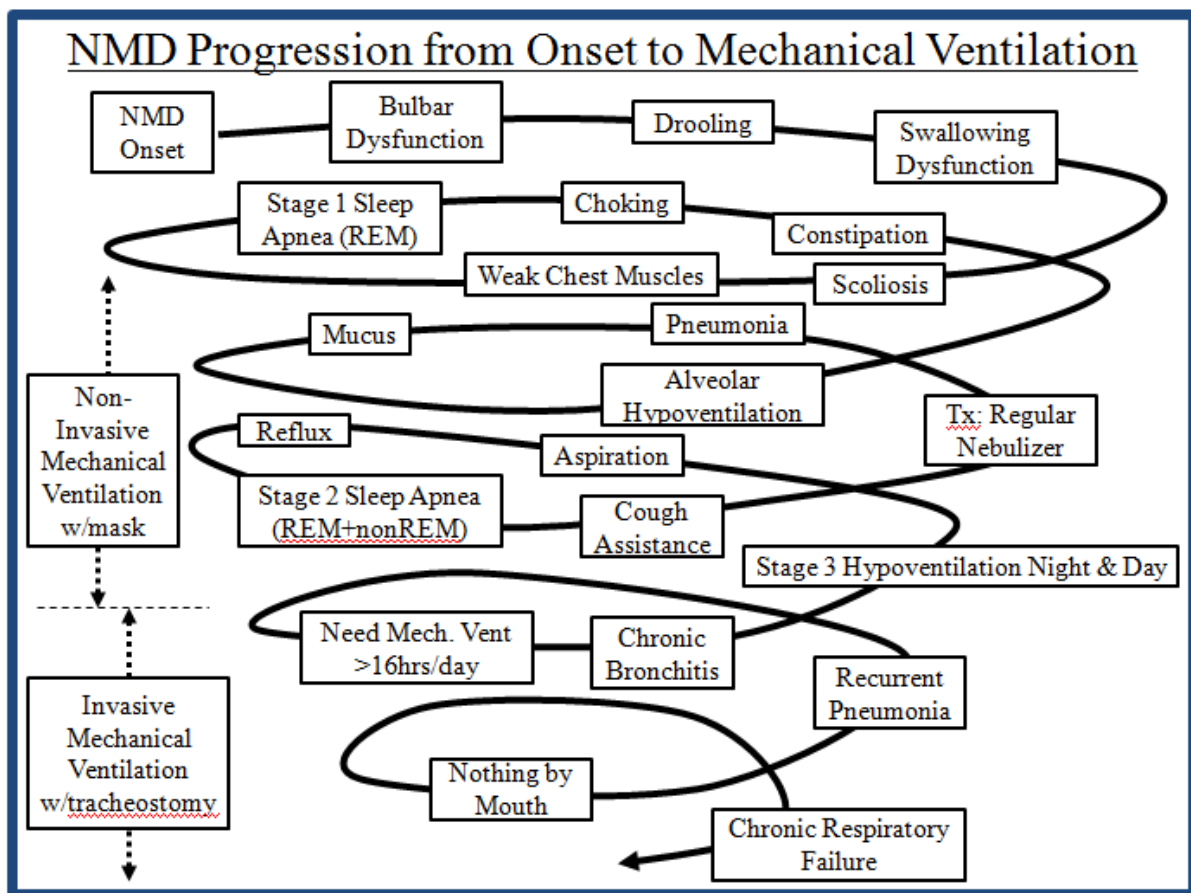 NMD Progression from Onset to Mechanical Ventilation
NMD
Onset
Bulbar
Dysfunction
Drooling
Swallowing
Dysfunction
Stage 1 Sleep
Apnea (REM)
Choking
Constipation
Weak Chest Muscles
Scoliosis
Mucus
Pneumonia
Alveolar
Hypoventilation
Non-
Invasive
Mechanical
Ventilation
w/mask
Tx: Regular
Nebulizer
Reflux
Aspiration
Stage 2 Sleep Apnea
(REM+nonREM)
Cough
Assistance
Stage 3 Hypoventilation Night & Day
Need Mech. Vent
>16hrs/day
Chronic
Bronchitis
Recurrent
Pneumonia
Invasive
Mechanical
Ventilation
w/tracheostomy
Nothing by
Mouth
Chronic Respiratory
Failure